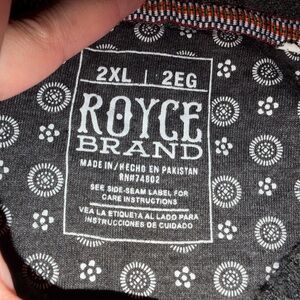 2XL | 2EG
ROYCE
BRAND
MADE IN/HECHO EN PAKISTAN
RN#74802
SEE SIDE-SEAM LABEL FOR
CARE INSTRUCTIONS
VEA LA ETIQUETA AL LADO PARA
INSTRUCCIONES DE CUIDADO